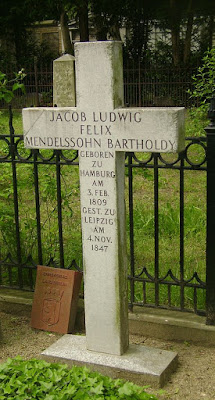 JACOB LUDWIG
FELIX
MENDELSSOHN BARTHOLDY
GEBOREN
ZU
HAMBURG
AM
3. FEB.
1809
GEST. ZU
LEIPZIG
AM
4. NOV.
1847